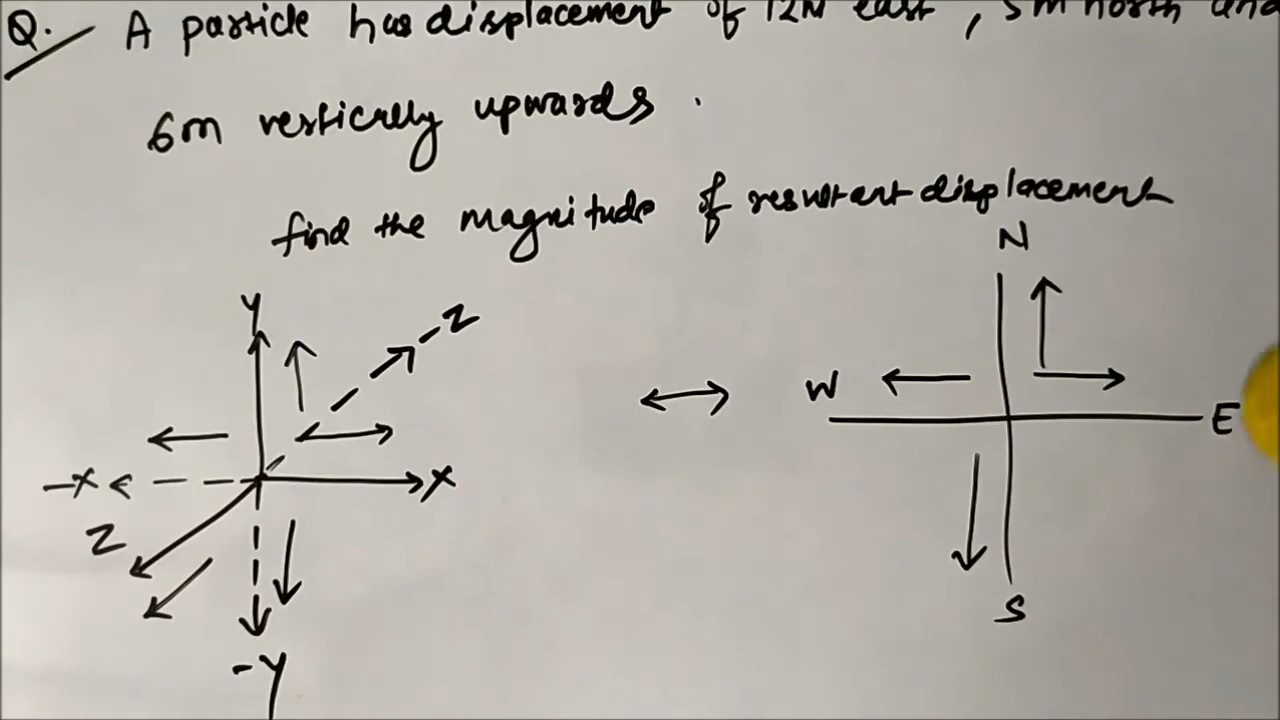 Q. A particle has displacement of 12m east, 5m north and
6m vertically upwards.
find the magnitude of resultant displacement
N
Y
-Z
W
E
-X
X
Z
S
-Y